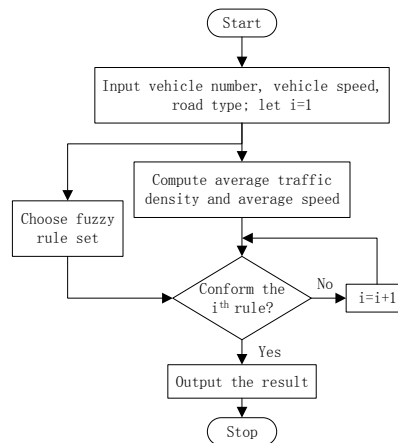 Start
Input vehicle number, vehicle speed,
road type; let i=1
Compute average traffic
density and average speed
Choose fuzzy
rule set
Conform the
i^th rule?
No
i=i+1
Yes
Output the result
Stop